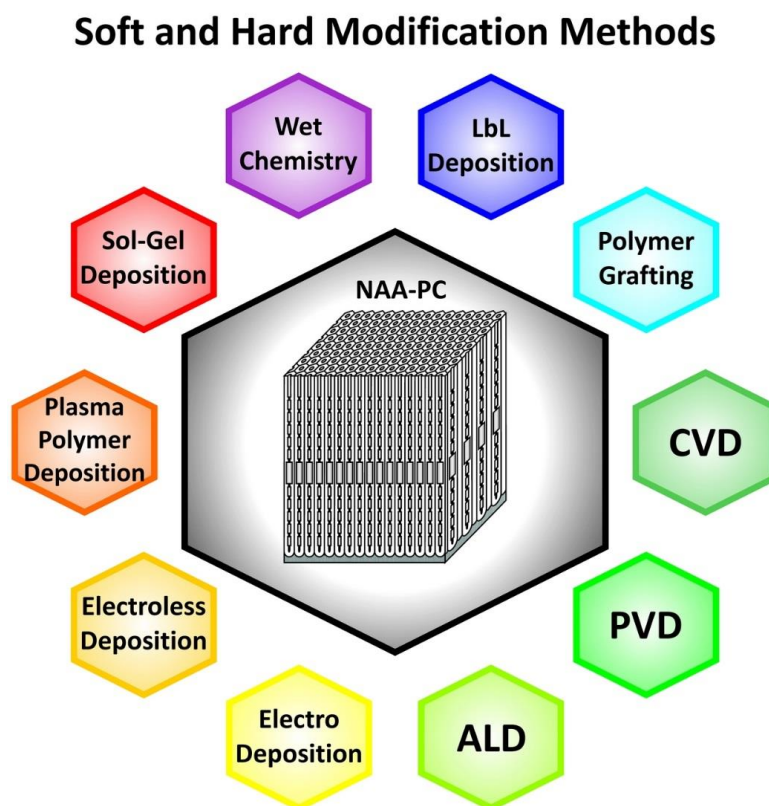 Soft and Hard Modification Methods
Wet
Chemistry
LbL
Deposition
Sol-Gel
Deposition
Polymer
Grafting
NAA-PC
Plasma
Polymer
Deposition
CVD
Electroless
Deposition
PVD
Electro
Deposition
ALD